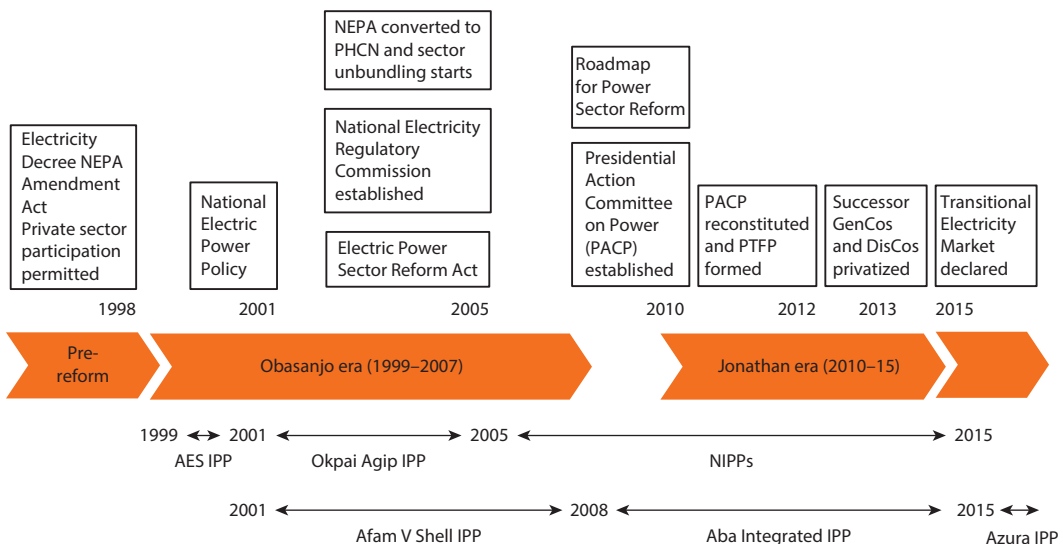 NEPA converted to
PHCN and sector
unbundling starts
Roadmap
for Power
Sector Reform
Electricity
Decree NEPA
Amendment
Act
Private sector
participation
permitted
National Electricity
Regulatory
Commission
established
Presidential
Action
Committee
on Power
(PACP)
established
National
Electric
Power
Policy
PACP
reconstituted
and PTFP
formed
Successor
GenCos
and DisCos
privatized
Transitional
Electricity
Market
declared
Electric Power
Sector Reform Act
1998 2001 2005 2010 2012 2013 2015
Pre-
reform
Obasanjo era (1999–2007)
Jonathan era (2010–15)
1999 2001 2005 2015
AES IPP Okpai Agip IPP NIPPs
2001 2008 2015
Afam V Shell IPP Aba Integrated IPP Azura IPP